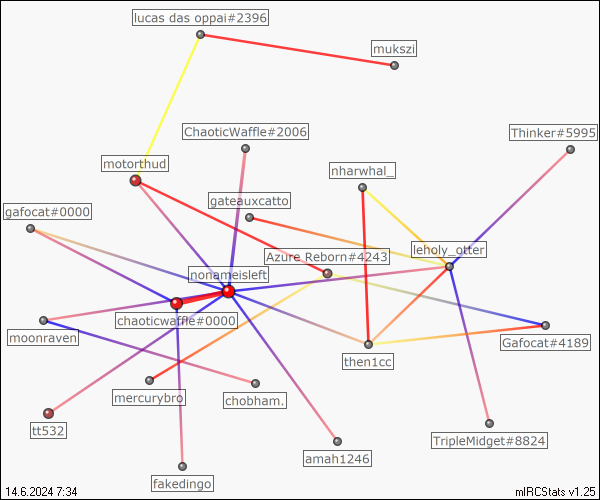 lucas das oppai#2396
mukszi
ChaoticWaffle#2006
Thinker#5995
motorthud
nharwhal_
gateauxcatto
gafocat#0000
leholy_otter
Azure Reborn#4243
nonameisleft
chaoticwaffle#0000
moonraven
Gafocat#4189
then1cc
mercurybro
chobham.
tt532
TripleMidget#8824
amah1246
fakedingo
14.6.2024 7:34
mIRCStats v1.25